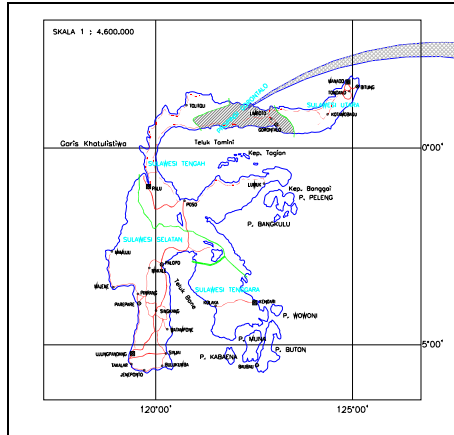 SKALA 1 : 4.600.000
MANADO
BITUNG
TONDANO
SULAWESI UTARA
KOTAMOBAGU
TOLITOLI
LIMBOTO
GORONTALO
Garis Khatulistiwa
Teluk Tomini
0°00'
Kep. Togian
SULAWESI TENGAH
PALU
LUWUK
Kep. Banggai
P. PELENG
POSO
P. BANGKULU
SULAWESI SELATAN
MAMUJU
PALOPO
MAJENE
SULAWESI TENGGARA
PINRANG
PAREPARE
Teluk Bone
KOLAKA
KENDARI
SINGKANG
P. WOWONI
WATAMPONE
P. MUNA
P. BUTON
5°00'
UJUNGPANDANG
SINJAI
P. KABAENA
TAKALAR
BULUKUMBA
BAUBAU
JENEPONTO
120°00'
125°00'